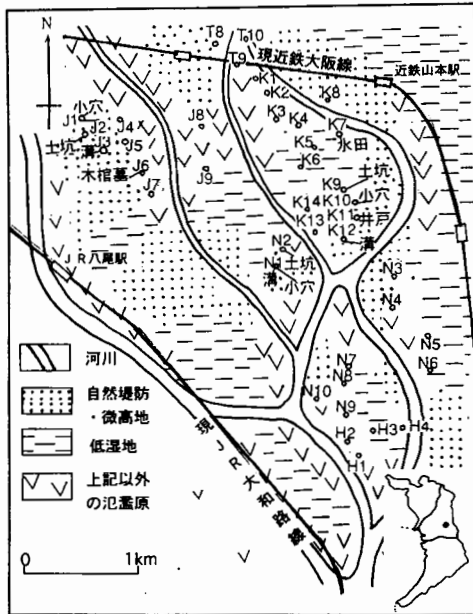 N
T8
T10
現近鉄大阪線
近鉄山本駅
T9
K1
K2
K8
小穴
J1
J2
J4
J3
J5
土坑
溝
J8
K3
K4
K7
水田
K5
木棺墓
J6
J7
J9
K6
K9
土坑
K14
K10
小穴
K13
K11
井戸
K12
溝
JR八尾駅
N2
N1
土坑
溝
小穴
N3
N4
N5
N6
N7
N8
N10
N9
H2
H3
H4
H1
河川
自然堤防
・微高地
低湿地
上記以外
の氾濫原
現JR大和路線
0
1km